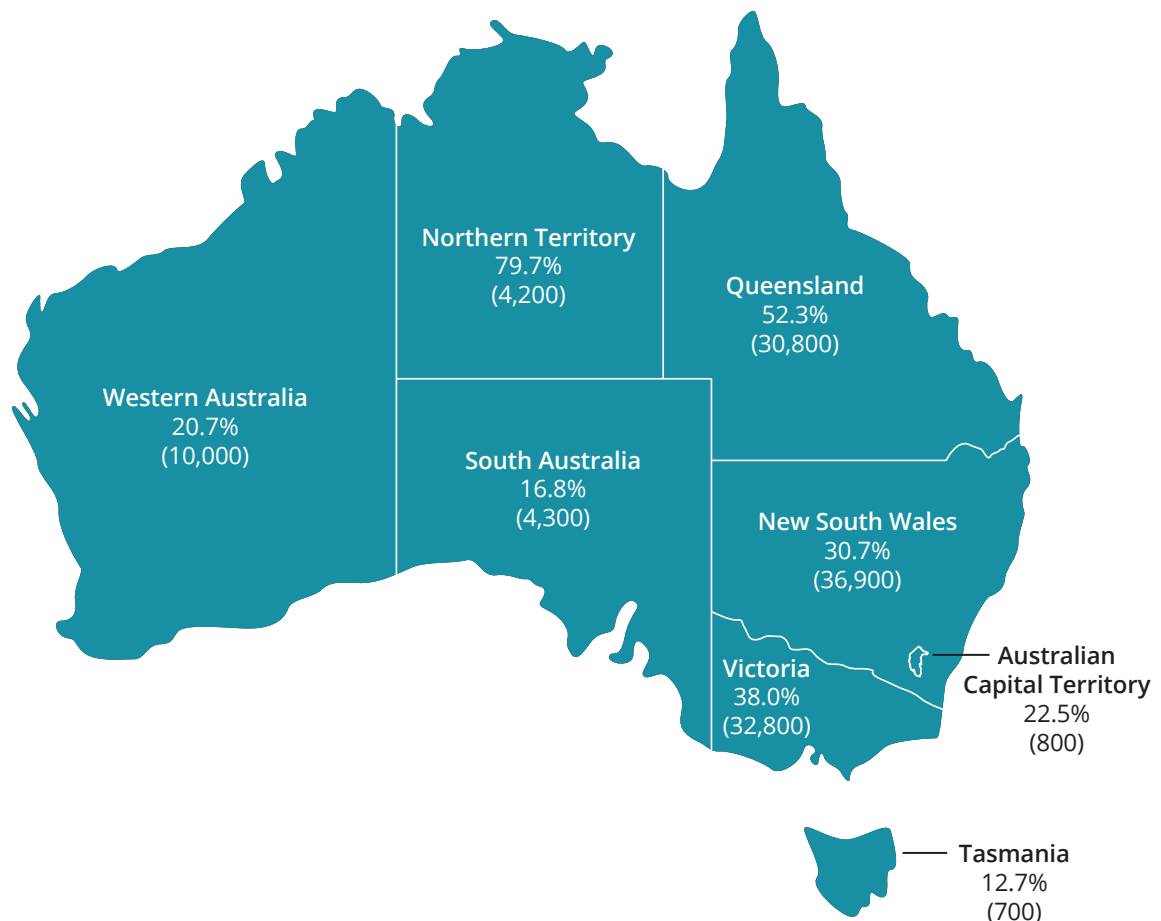 Northern Territory
79.7%
(4,200)
Queensland
52.3%
(30,800)
Western Australia
20.7%
(10,000)
South Australia
16.8%
(4,300)
New South Wales
30.7%
(36,900)
Victoria
38.0%
(32,800)
Australian
Capital Territory
22.5%
(800)
Tasmania
12.7%
(700)